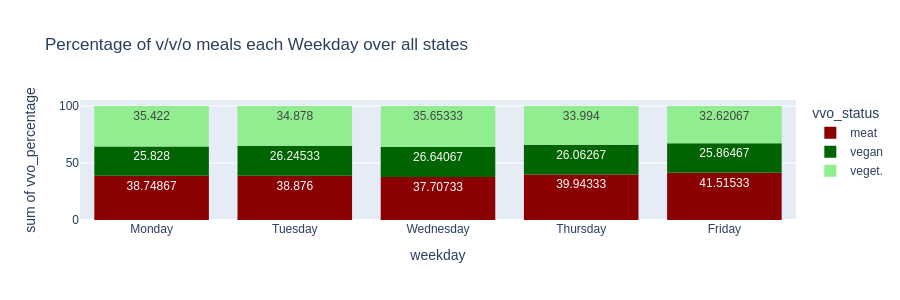 Percentage of v/v/o meals each Weekday over all states
sum of vvo_percentage
100
50
0
35.422
34.878
35.65333
33.994
32.62067
25.828
26.24533
26.64067
26.06267
25.86467
38.74867
38.876
37.70733
39.94333
41.51533
Monday
Tuesday
Wednesday
Thursday
Friday
weekday
vvo_status
meat
vegan
veget.